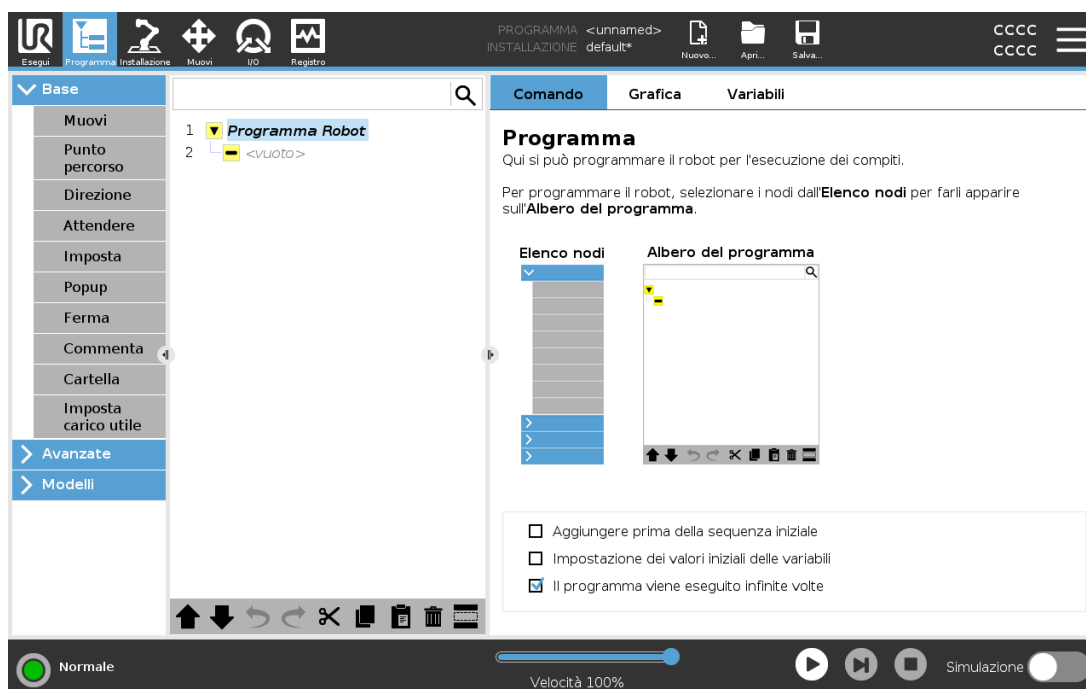 PROGRAMMA <unnamed>
INSTALLAZIONE default*
CCCC
CCCC
Esegui
Programma
Installazione
Muovi
I/O
Registro
Nuovo...
Apri...
Salva...
Base
Muovi
Punto
percorso
Direzione
Attendere
Imposta
Popup
Ferma
Commenta
Cartella
Imposta
carico utile
Avanzate
Modelli
1 Programma Robot
2 <vuoto>
Comando
Grafica
Variabili
Programma
Qui si può programmare il robot per l'esecuzione dei compiti.
Per programmare il robot, selezionare i nodi dall'Elenco nodi per farli apparire
sull'Albero del programma.
Elenco nodi
Albero del programma
Aggiungere prima della sequenza iniziale
Impostazione dei valori iniziali delle variabili
Il programma viene eseguito infinite volte
Normale
Velocità 100%
Simulazione